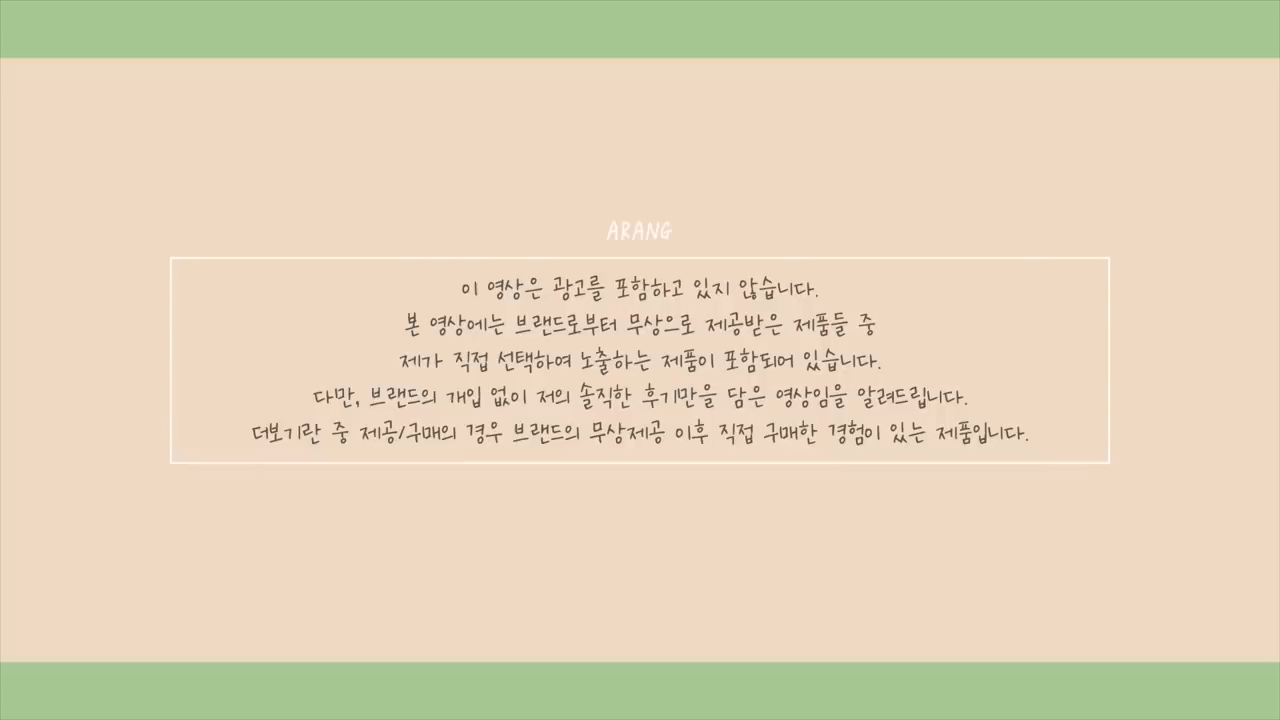 ARANG
이 영상은 광고를 포함하고 있지 않습니다.
본 영상에는 브랜드로부터 무상으로 제공받은 제품들 중
제가 직접 선택하여 노출하는 제품이 포함되어 있습니다.
다만, 브랜드의 개입 없이 저의 솔직한 후기만을 담은 영상임을 알려드립니다.
더보기란 중 제공/구매의 경우 브랜드의 무상제공 이후 직접 구매한 경험이 있는 제품입니다.